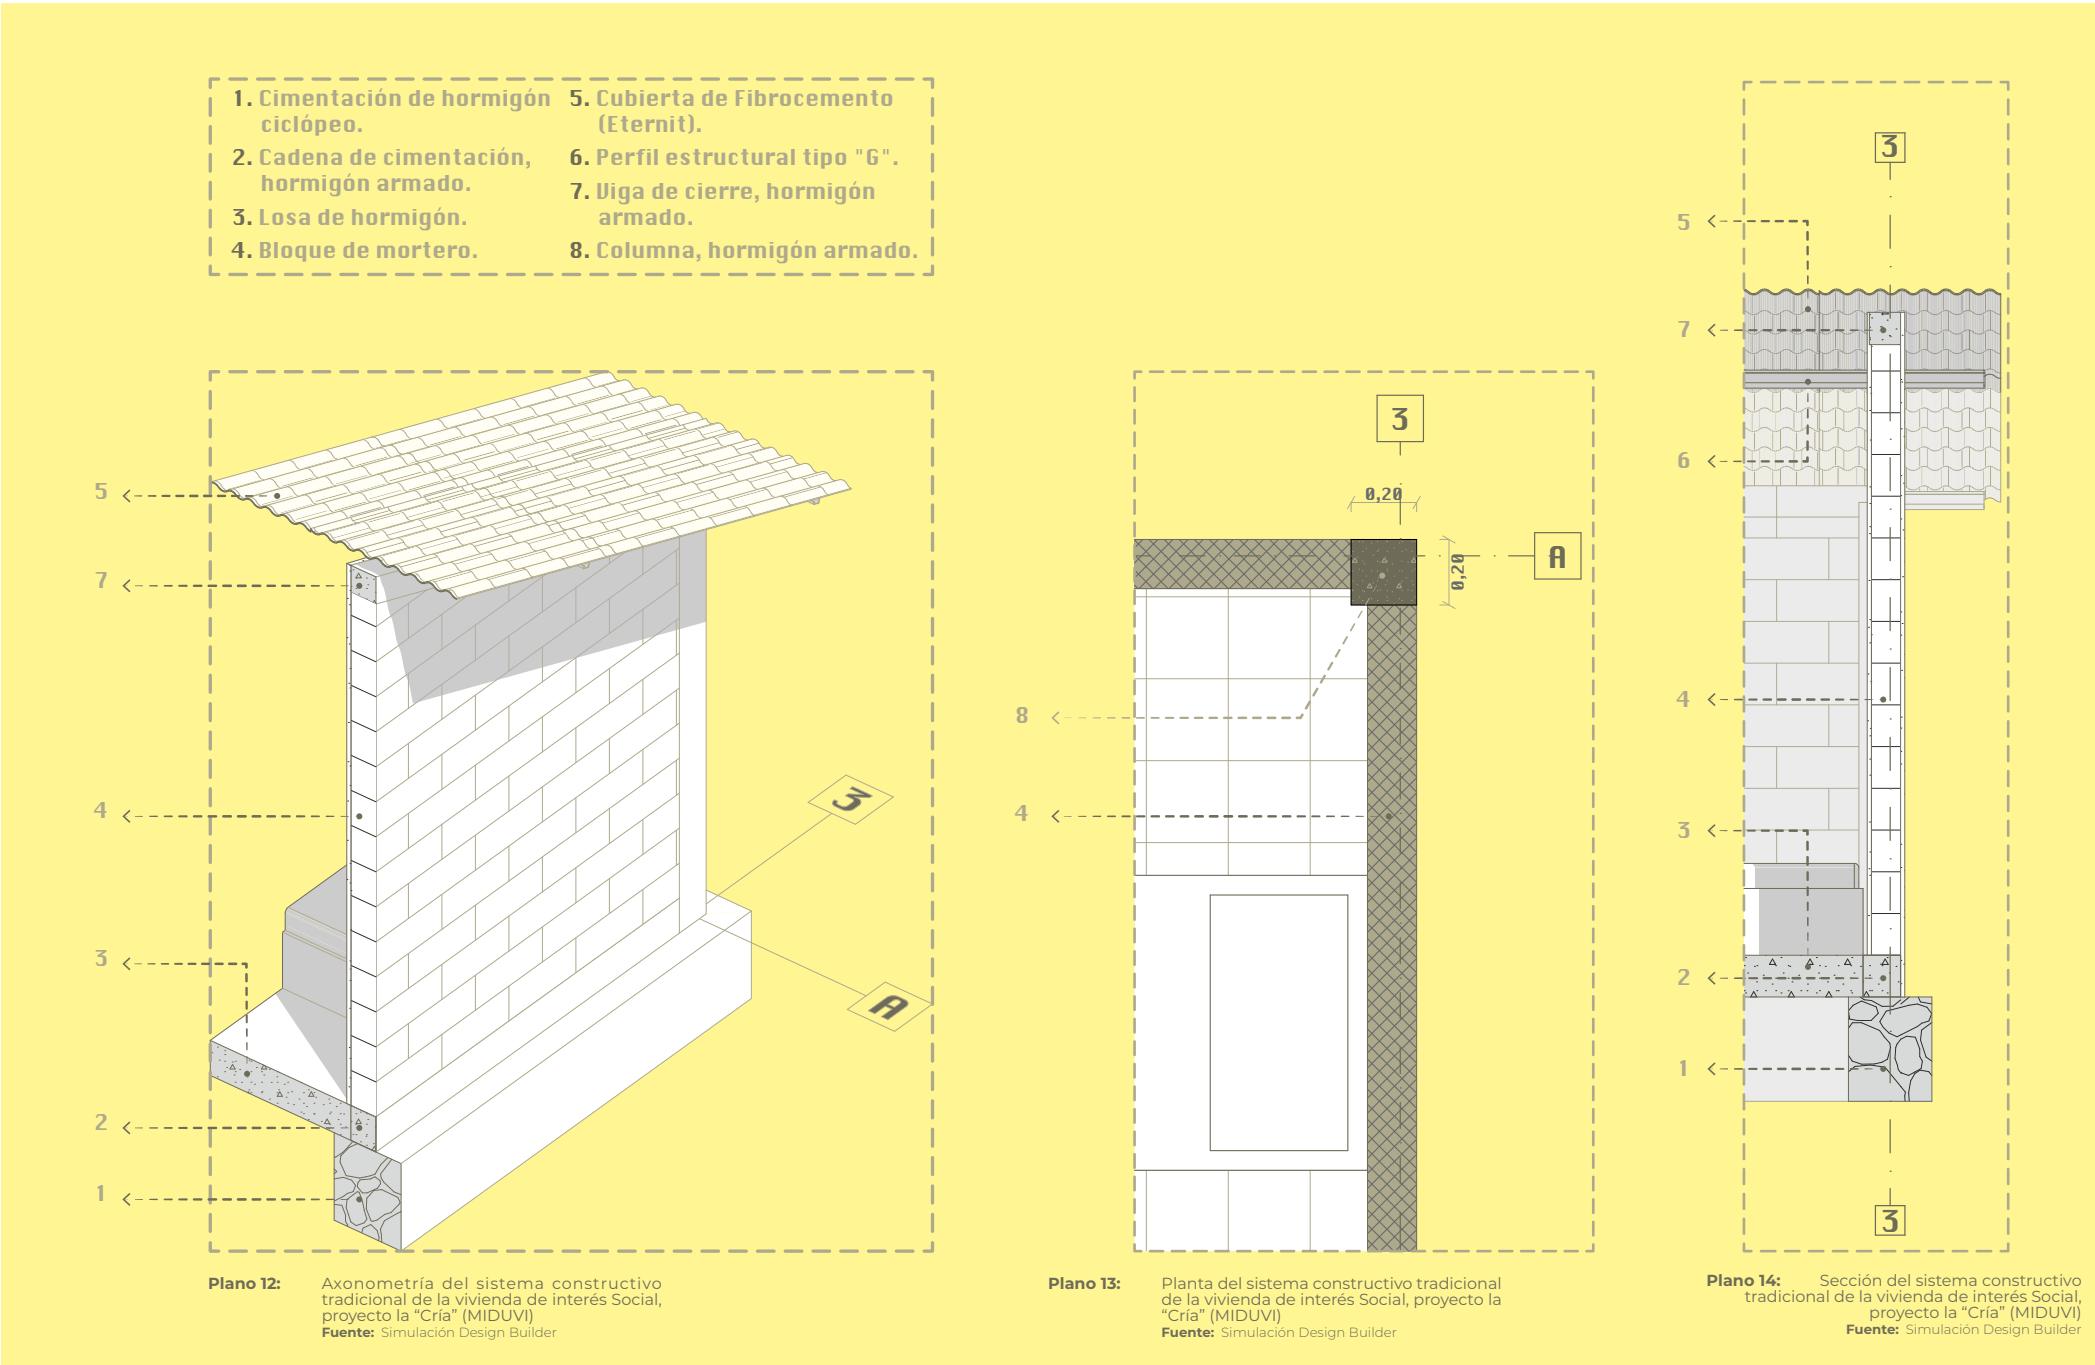 1. Cimentación de hormigón
ciclópeo.
2. Cadena de cimentación,
hormigón armado.
3. Losa de hormigón.
4. Bloque de mortero.
5. Cubierta de Fibrocemento
(Eternit).
6. Perfil estructural tipo "G".
7. Viga de cierre, hormigón
armado.
8. Columna, hormigón armado.
5
7
4
3
2
1
3
A
Plano 12: Axonometría del sistema constructivo
tradicional de la vivienda de interés Social,
proyecto la “Cría” (MIDUVI)
Fuente: Simulación Design Builder
3
0,20
0,20
A
8
4
Plano 13: Planta del sistema constructivo tradicional
de la vivienda de interés Social, proyecto la
“Cría” (MIDUVI)
Fuente: Simulación Design Builder
3
5
7
6
4
3
2
1
3
Plano 14: Sección del sistema constructivo
tradicional de la vivienda de interés Social,
proyecto la “Cría” (MIDUVI)
Fuente: Simulación Design Builder